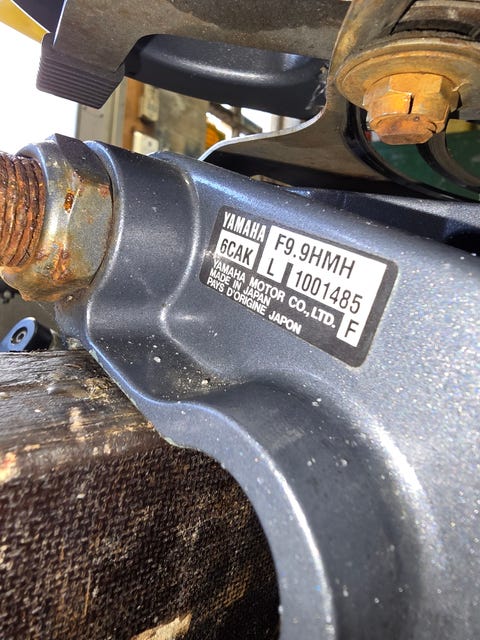 YAMAHA F9.9HMH
6CAK L 1001485
YAMAHA MOTOR CO., LTD. F
MADE IN JAPAN
PAYS D'ORIGINE JAPON